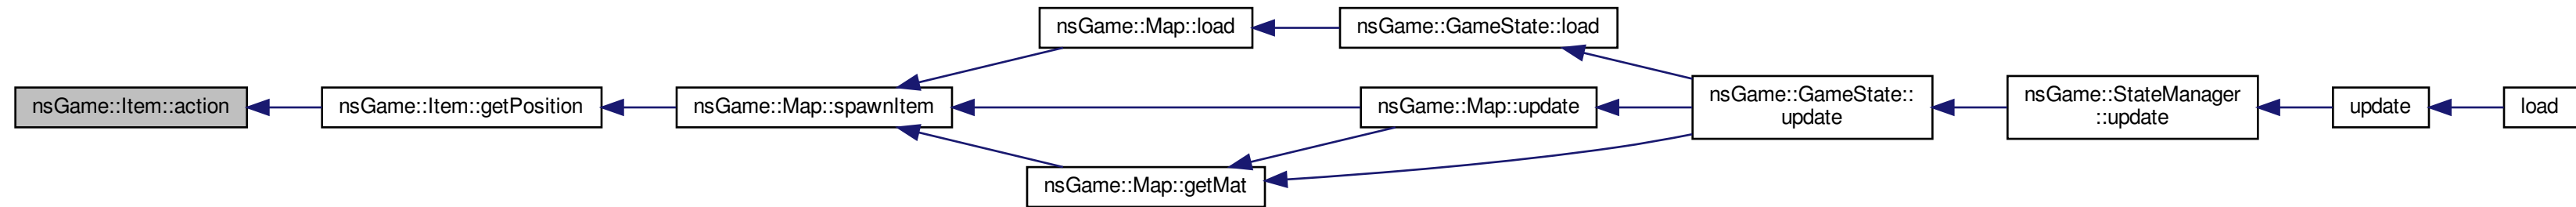 nsGame::Item::action
nsGame::Item::getPosition
nsGame::Map::spawnItem
nsGame::Map::load
nsGame::GameState::load
nsGame::Map::update
nsGame::Map::getMat
nsGame::GameState::
update
nsGame::StateManager
::update
update
load